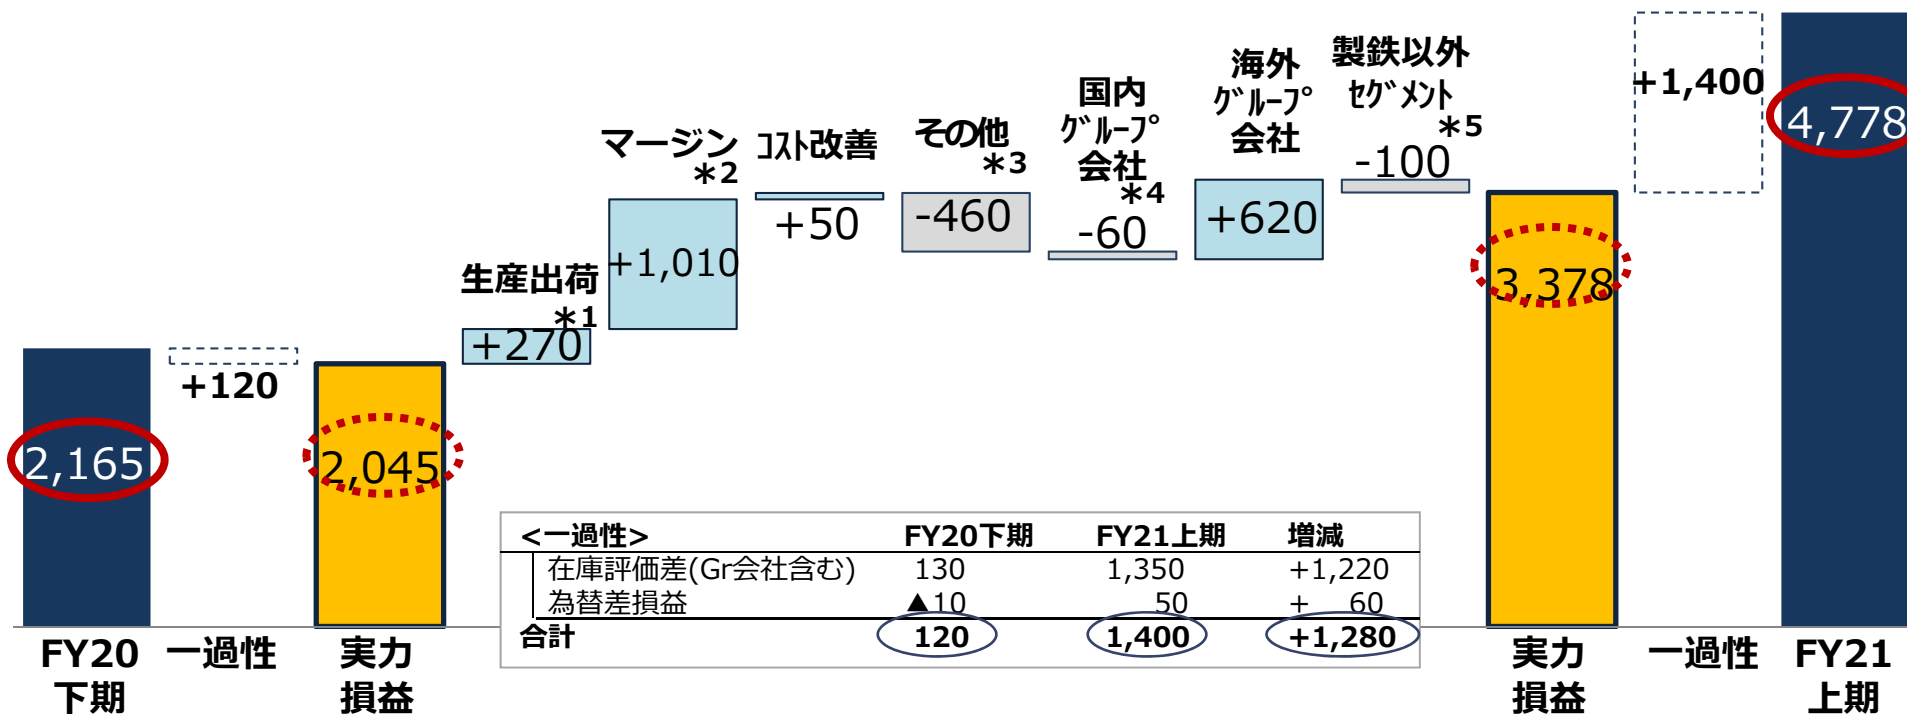 2,165
+120
2,045
生産出荷
*1
+270
マージン
*2
+1,010
コスト改善
+50
その他
*3
-460
国内
グループ
会社
*4
-60
海外
グループ
会社
+620
製鉄以外
セグメント
*5
-100
3,378
+1,400
4,778
<一過性> FY20下期 FY21上期 増減
在庫評価差(Gr会社含む) 130 1,350 +1,220
為替差損益 ▲10 50 + 60
合計 120 1,400 +1,280
FY20
下期
一過性
実力
損益
実力
損益
一過性
FY21
上期